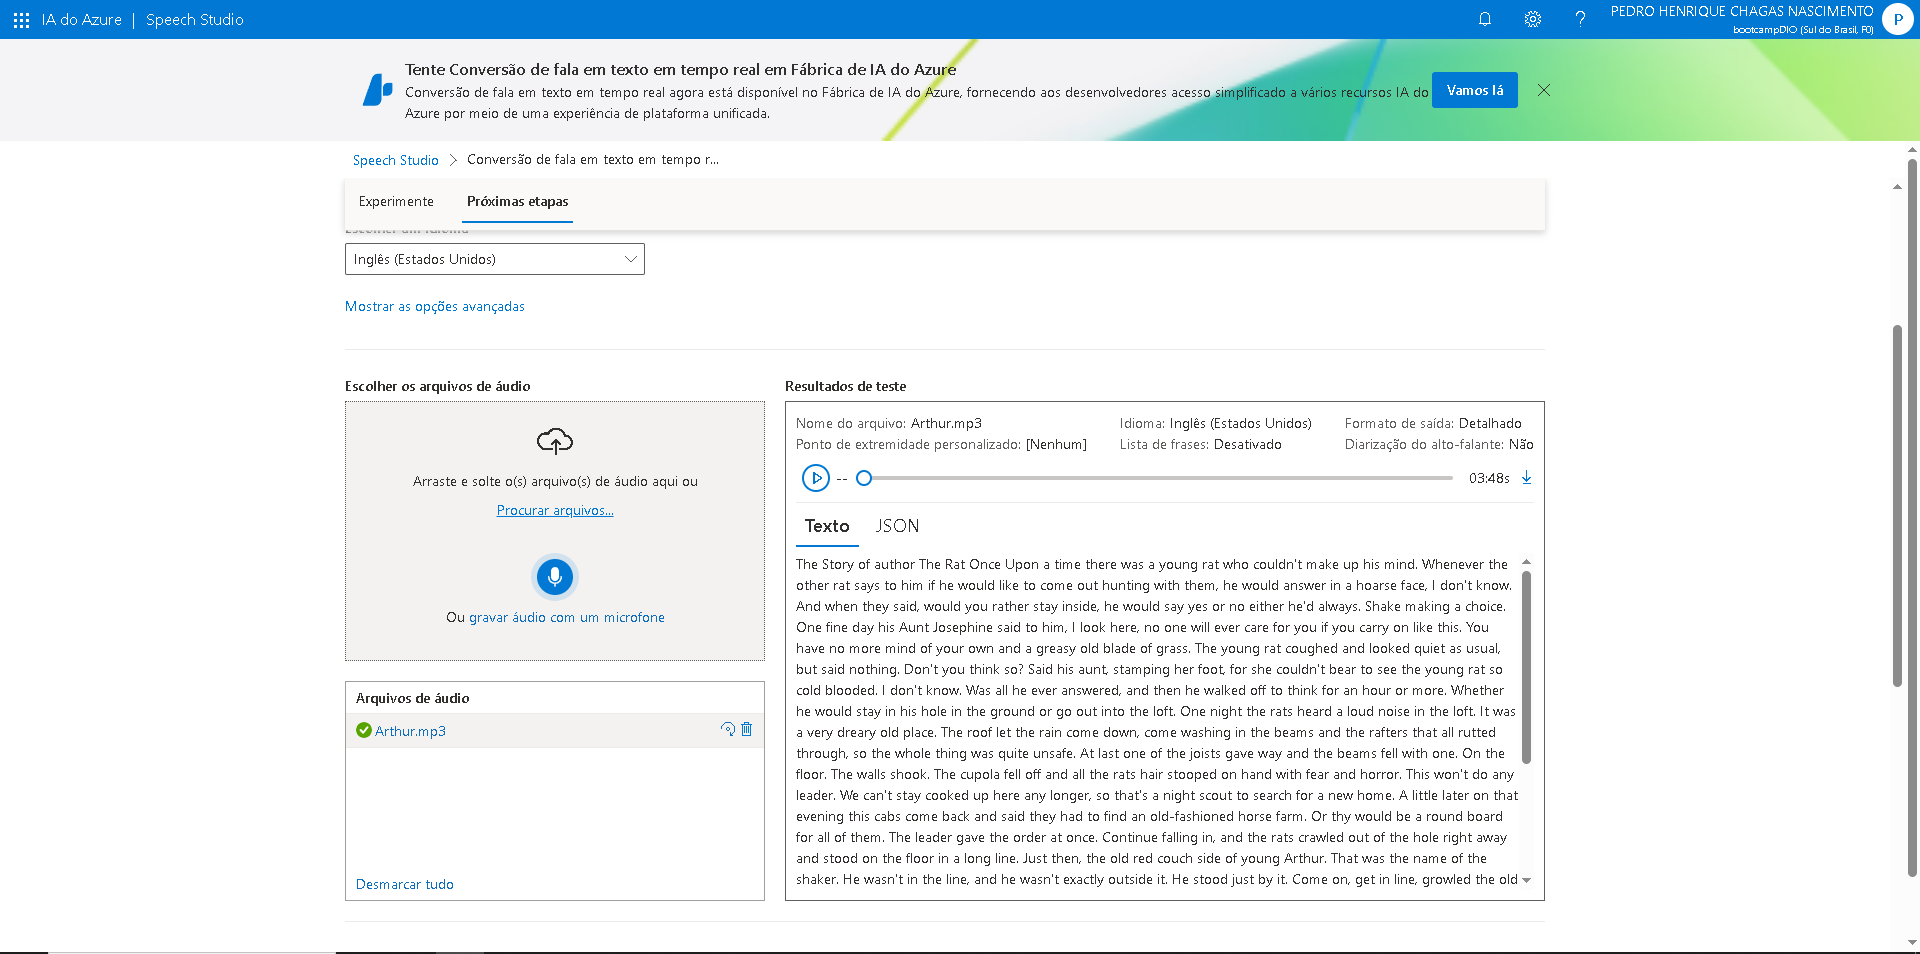 IA do Azure | Speech Studio
PEDRO HENRIQUE CHAGAS NASCIMENTO
bootcampDIO (Sul do Brasil, F0)
P
Tente Conversão de fala em texto em tempo real em Fábrica de IA do Azure
Conversão de fala em texto em tempo real agora está disponível no Fábrica de IA do Azure, fornecendo aos desenvolvedores acesso simplificado a vários recursos IA do
Azure por meio de uma experiência de plataforma unificada.
Vamos lá
Speech Studio > Conversão de fala em texto em tempo r...
Experimente
Próximas etapas
Escolher um idioma
Inglês (Estados Unidos)
Mostrar as opções avançadas
Escolher os arquivos de áudio
Arraste e solte o(s) arquivo(s) de áudio aqui ou
Procurar arquivos...
Ou gravar áudio com um microfone
Arquivos de áudio
Arthur.mp3
Desmarcar tudo
Resultados de teste
Nome do arquivo: Arthur.mp3
Idioma: Inglês (Estados Unidos)
Formato de saída: Detalhado
Ponto de extremidade personalizado: [Nenhum]
Lista de frases: Desativado
Diarização do alto-falante: Não
--
03:48s
Texto
JSON
The Story of author The Rat Once Upon a time there was a young rat who couldn't make up his mind. Whenever the
other rat says to him if he would like to come out hunting with them, he would answer in a hoarse face, I don't know.
And when they said, would you rather stay inside, he would say yes or no either he'd always. Shake making a choice.
One fine day his Aunt Josephine said to him, I look here, no one will ever care for you if you carry on like this. You
have no more mind of your own and a greasy old blade of grass. The young rat coughed and looked quiet as usual,
but said nothing. Don't you think so? Said his aunt, stamping her foot, for she couldn't bear to see the young rat so
cold blooded. I don't know. Was all he ever answered, and then he walked off to think for an hour or more. Whether
he would stay in his hole in the ground or go out into the loft. One night the rats heard a loud noise in the loft. It was
a very dreary old place. The roof let the rain come down, come washing in the beams and the rafters that all rutted
through, so the whole thing was quite unsafe. At last one of the joists gave way and the beams fell with one. On the
floor. The walls shook. The cupola fell off and all the rats hair stooped on hand with fear and horror. This won't do any
leader. We can't stay cooked up here any longer, so that's a night scout to search for a new home. A little later on that
evening this cabs come back and said they had to find an old-fashioned horse farm. Or thy would be a round board
for all of them. The leader gave the order at once. Continue falling in, and the rats crawled out of the hole right away
and stood on the floor in a long line. Just then, the old red couch side of young Arthur. That was the name of the
shaker. He wasn't in the line, and he wasn't exactly outside it. He stood just by it. Come on, get in line, growled the old